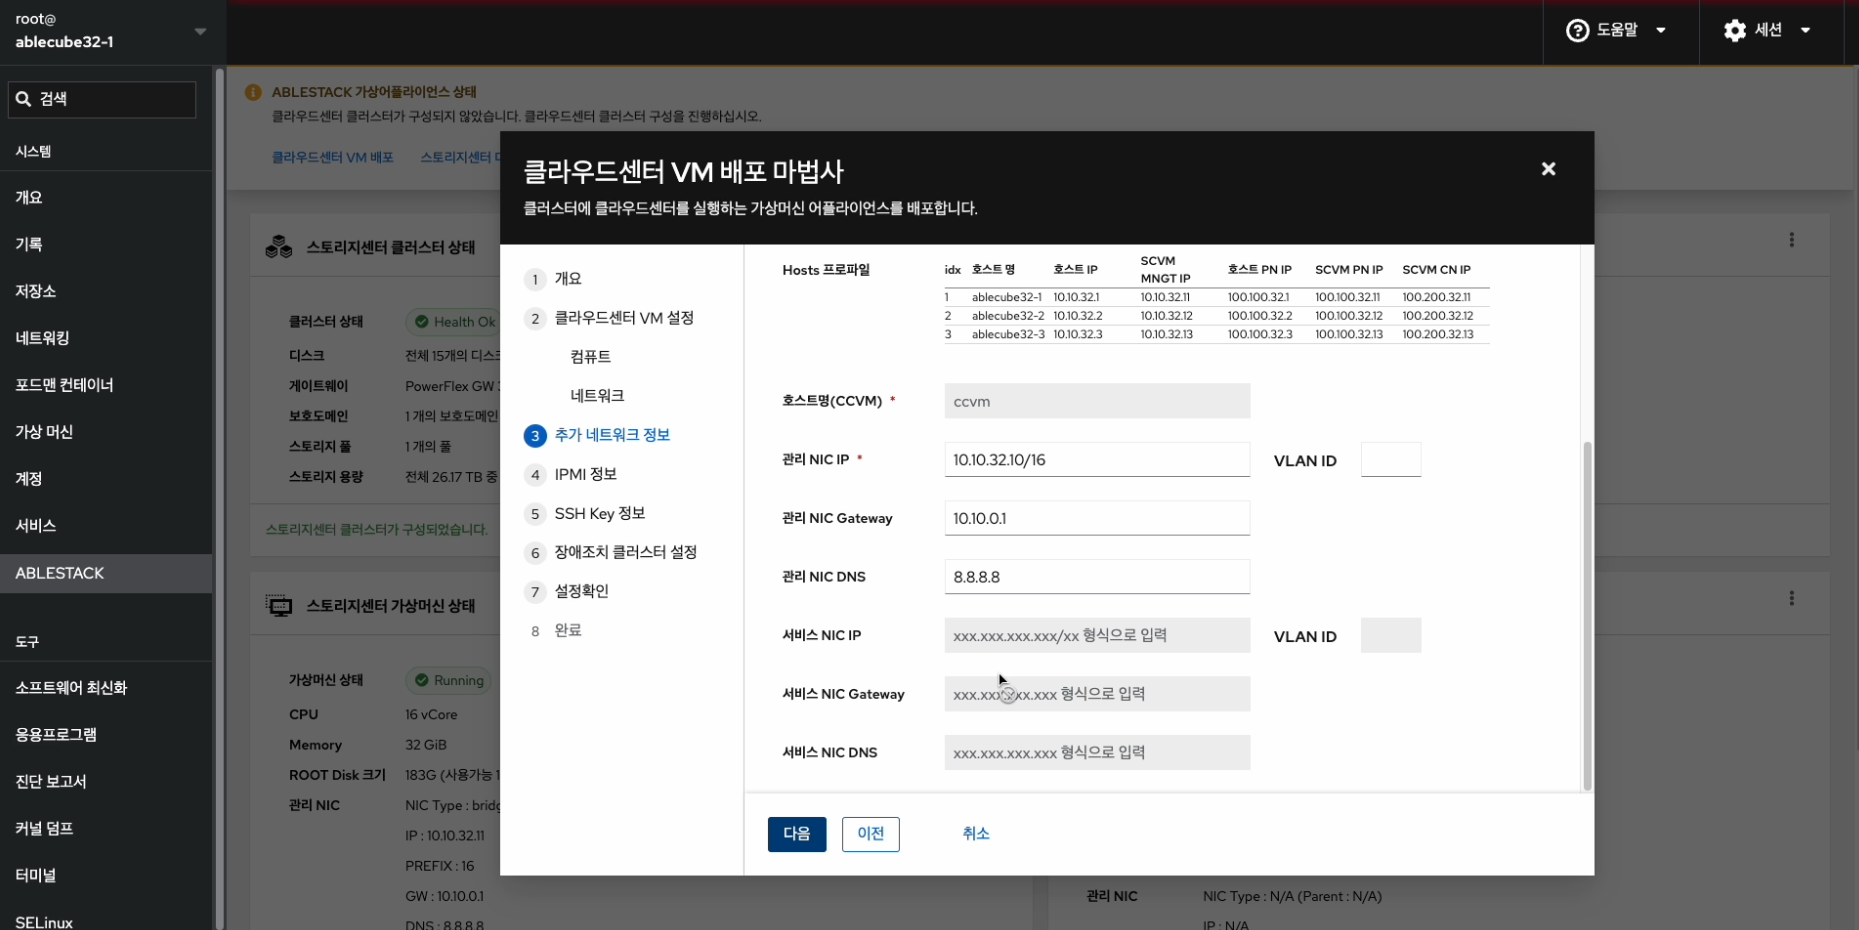 root@
ablecube32-1
도움말
세션
검색
시스템
개요
기록
저장소
네트워킹
포드맨 컨테이너
가상 머신
계정
서비스
ABLESTACK
도구
소프트웨어 최신화
응용프로그램
진단 보고서
커널 덤프
터미널
SELinux
ABLESTACK 가상어플라이언스 상태
클라우드센터 클러스터가 구성되지 않았습니다. 클라우드센터 클러스터 구성을 진행하십시오.
클라우드센터 VM 배포
스토리지센터
스토리지센터 클러스터 상태
클러스터 상태 Health Ok
디스크 전체 15개의 디스크
게이트웨이 PowerFlex GW
보호도메인 1 개의 보호도메인
스토리지 풀 1 개의 풀
스토리지 용량 전체 26.17 TB 중
스토리지센터 클러스터가 구성되었습니다.
스토리지센터 가상머신 상태
가상머신 상태 Running
CPU 16 vCore
Memory 32 GiB
ROOT Disk 크기 183G (사용가능
관리 NIC NIC Type : bridg
IP : 10.10.32.11
PREFIX : 16
GW : 10.10.0.1
DNS : 8.8.8.8
클라우드센터 VM 배포 마법사
클러스터에 클라우드센터를 실행하는 가상머신 어플라이언스를 배포합니다.
1 개요
2 클라우드센터 VM 설정
컴퓨트
네트워크
3 추가 네트워크 정보
4 IPMI 정보
5 SSH Key 정보
6 장애조치 클러스터 설정
7 설정확인
8 완료
Hosts 프로파일
idx 호스트 명 호스트 IP SCVM MNGT IP 호스트 PN IP SCVM PN IP SCVM CN IP
1 ablecube32-1 10.10.32.1 10.10.32.11 100.100.32.1 100.100.32.11 100.200.32.11
2 ablecube32-2 10.10.32.2 10.10.32.12 100.100.32.2 100.100.32.12 100.200.32.12
3 ablecube32-3 10.10.32.3 10.10.32.13 100.100.32.3 100.100.32.13 100.200.32.13
호스트명(CCVM) * ccvm
관리 NIC IP * 10.10.32.10/16 VLAN ID
관리 NIC Gateway 10.10.0.1
관리 NIC DNS 8.8.8.8
서비스 NIC IP xxx.xxx.xxx.xxx/xx 형식으로 입력 VLAN ID
서비스 NIC Gateway xxx.xxx.xxx.xxx 형식으로 입력
서비스 NIC DNS xxx.xxx.xxx.xxx 형식으로 입력
다음
이전
취소
관리 NIC NIC Type : N/A (Parent : N/A)
IP : N/A